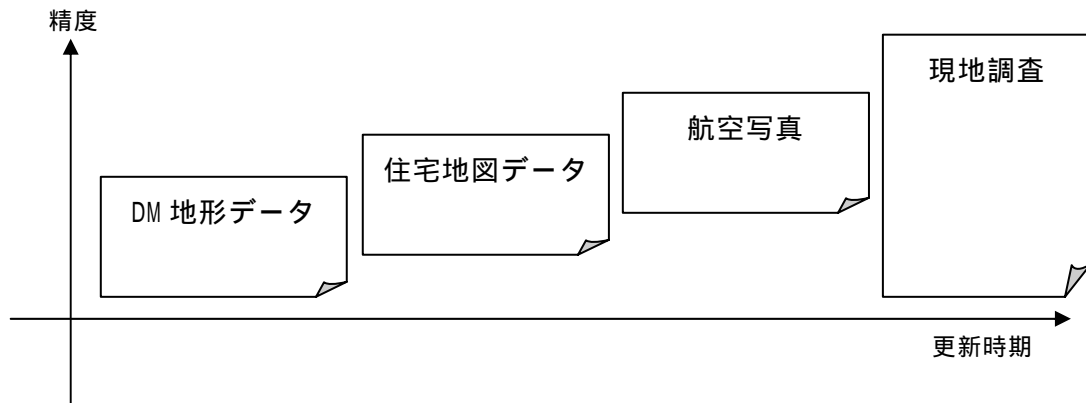 精度
現地調査
航空写真
住宅地図データ
DM 地形データ
更新時期